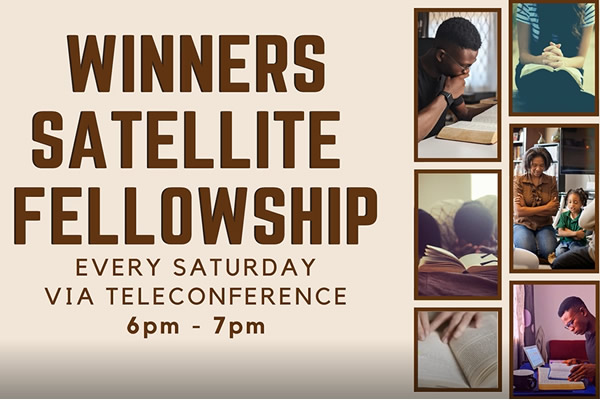 WINNERS
SATELLITE
FELLOWSHIP
EVERY SATURDAY
VIA TELECONFERENCE
6pm - 7pm